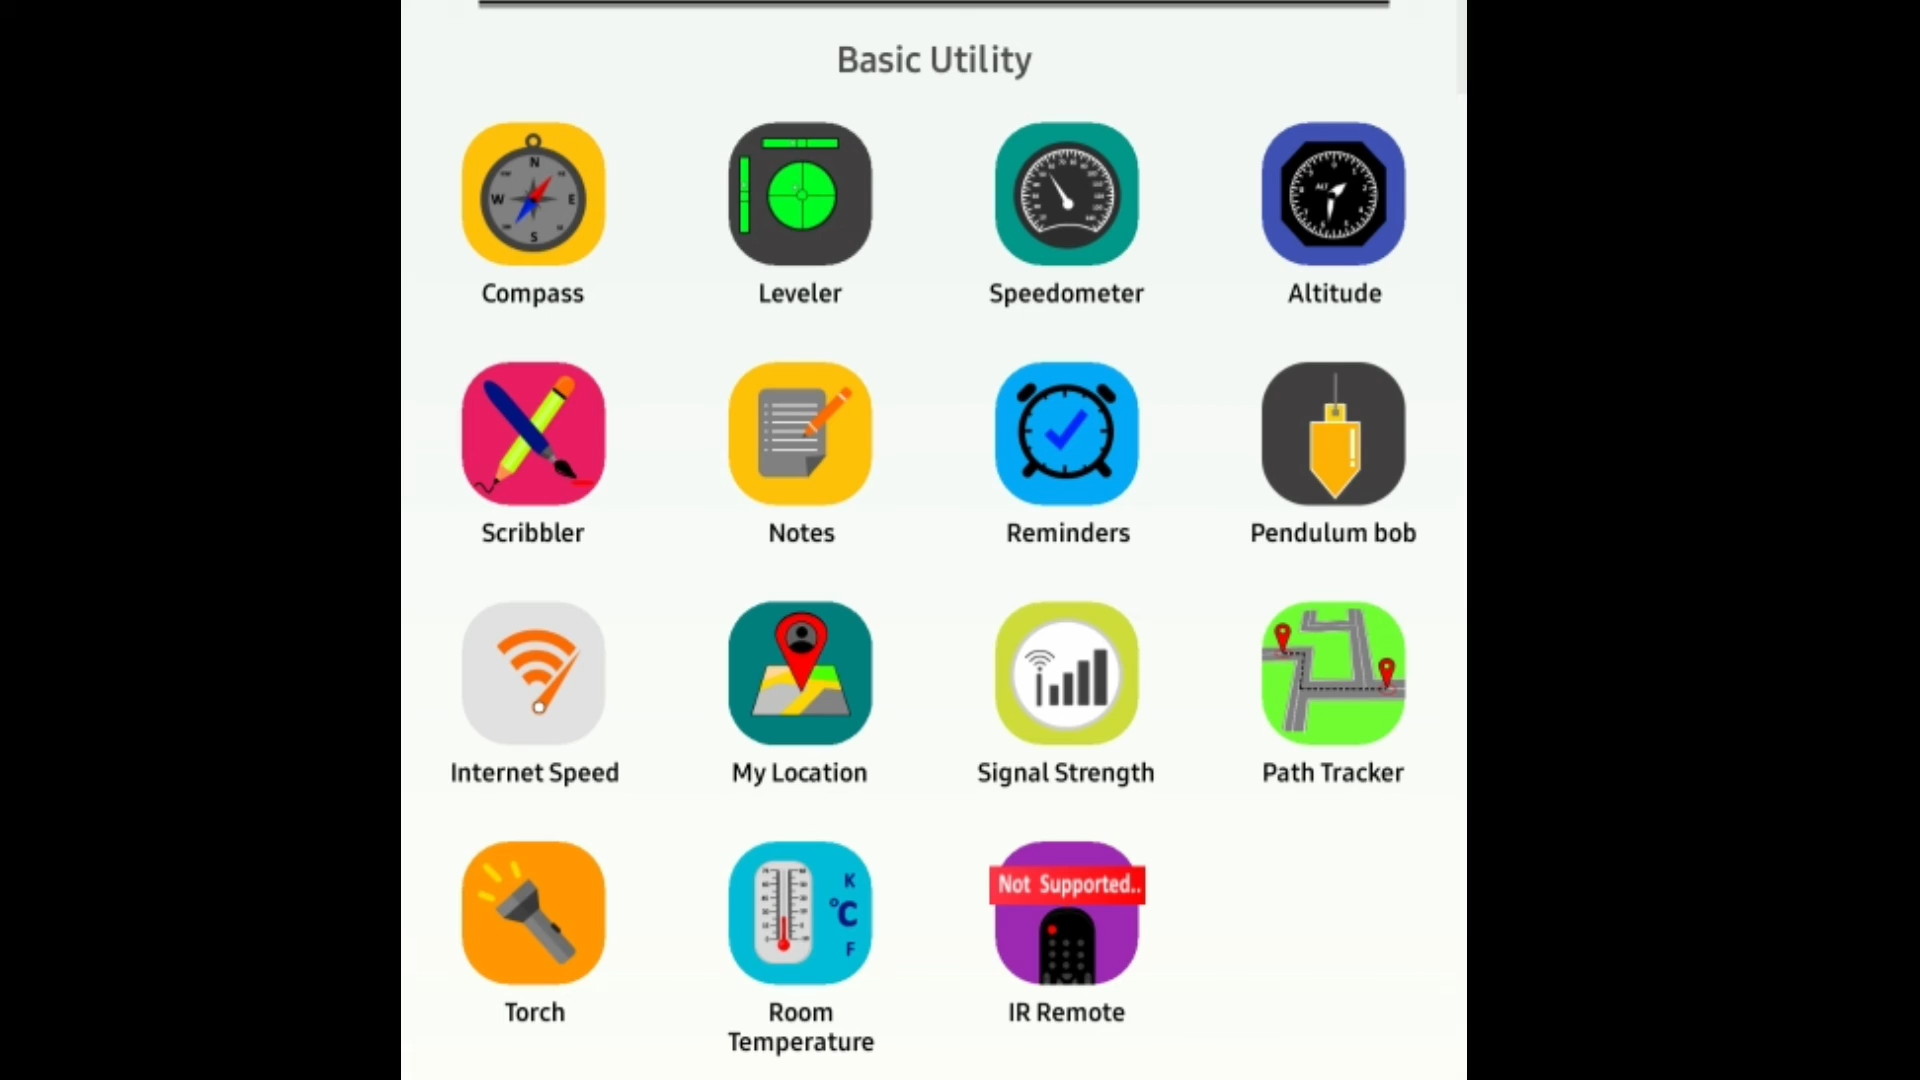 Basic Utility
N
W E
S
Compass
Leveler
Speedometer
ALT
Altitude
Scribbler
Notes
Reminders
Pendulum bob
Internet Speed
My Location
Signal Strength
Path Tracker
Torch
K
°C
F
Room
Temperature
Not Supported..
IR Remote